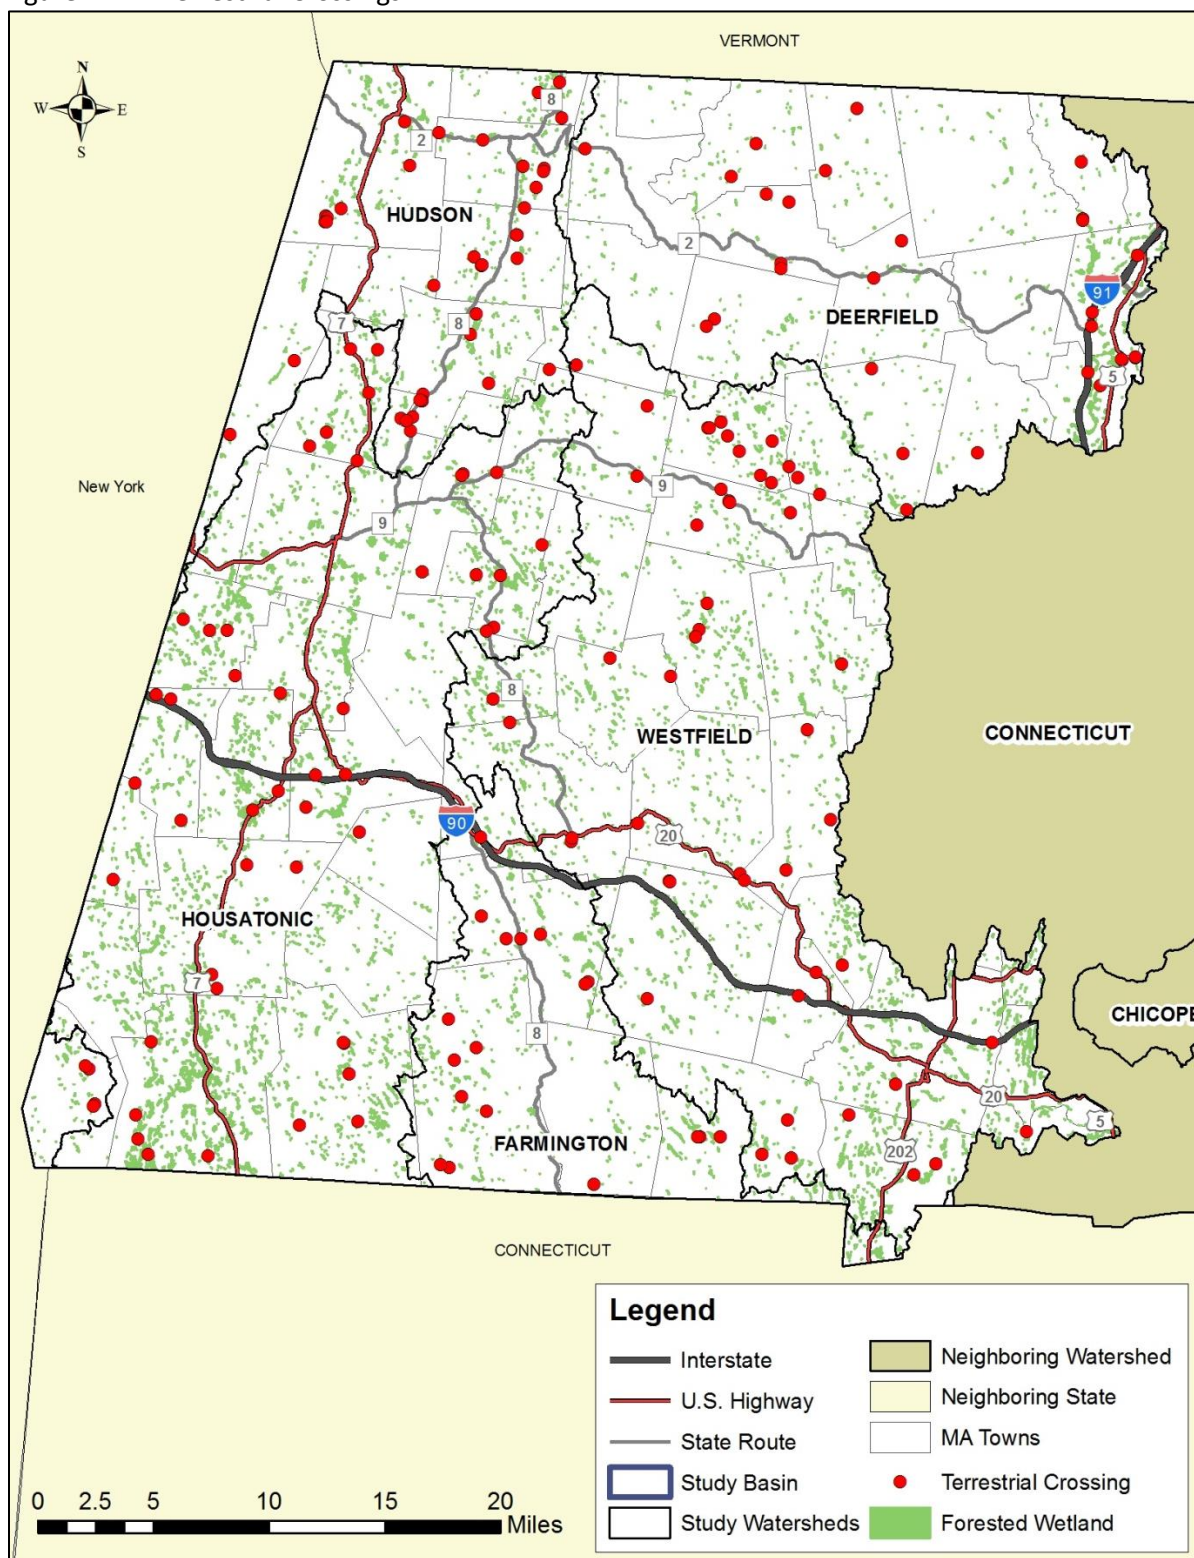 VERMONT
N
W E
S
8
2
HUDSON
2
91
7
8
DEERFIELD
5
New York
9
9
8
WESTFIELD
CONNECTICUT
90
20
HOUSATONIC
7
CHICOPE
8
20
5
FARMINGTON
202
CONNECTICUT
Legend
Interstate
U.S. Highway
State Route
Study Basin
Study Watersheds
Neighboring Watershed
Neighboring State
MA Towns
Terrestrial Crossing
Forested Wetland
0 2.5 5 10 15 20
Miles